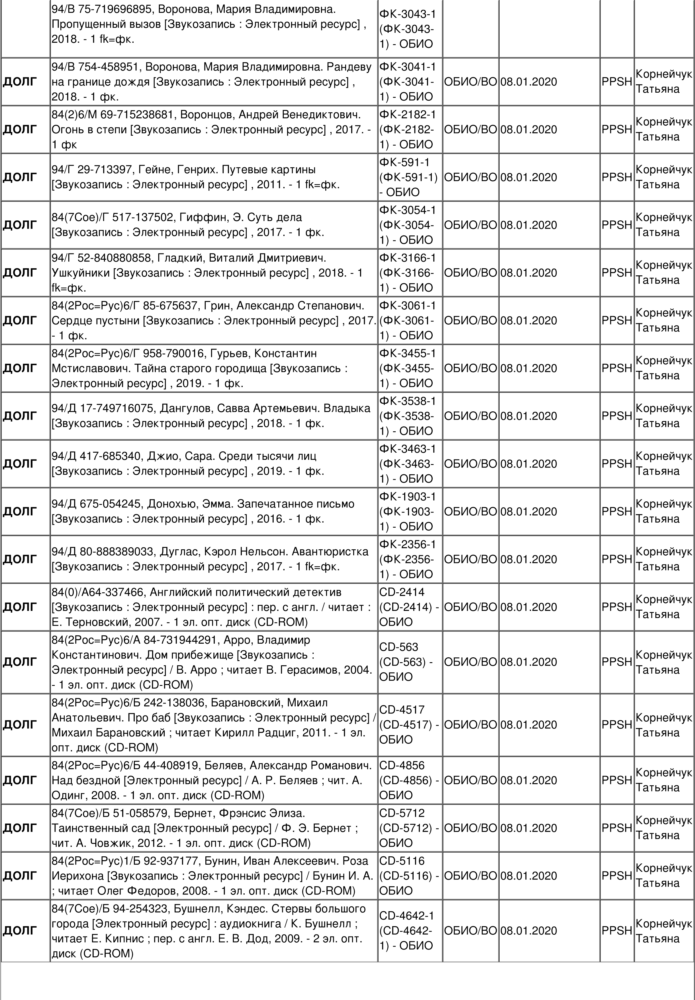 94/В 75-719696895, Воронова, Мария Владимировна.
Пропущенный вызов [Звукозапись : Электронный ресурс] ,
2018. - 1 fk=фк.
ФК-3043-1
(ФК-3043-
1) - ОБИО
ДОЛГ
94/В 754-458951, Воронова, Мария Владимировна. Рандеву
на границе дождя [Звукозапись : Электронный ресурс] ,
2018. - 1 фк.
ФК-3041-1
(ФК-3041-
1) - ОБИО
ОБИО/ВО
08.01.2020
PPSH
Корнейчук
Татьяна
ДОЛГ
84(2)6/М 69-715238681, Воронцов, Андрей Венедиктович.
Огонь в степи [Звукозапись : Электронный ресурс] , 2017. -
1 фк
ФК-2182-1
(ФК-2182-
1) - ОБИО
ОБИО/ВО
08.01.2020
PPSH
Корнейчук
Татьяна
ДОЛГ
94/Г 29-713397, Гейне, Генрих. Путевые картины
[Звукозапись : Электронный ресурс] , 2011. - 1 fk=фк.
ФК-591-1
(ФК-591-1)
- ОБИО
ОБИО/ВО
08.01.2020
PPSH
Корнейчук
Татьяна
ДОЛГ
84(7Сое)/Г 517-137502, Гиффин, Э. Суть дела
[Звукозапись : Электронный ресурс] , 2017. - 1 фк.
ФК-3054-1
(ФК-3054-
1) - ОБИО
ОБИО/ВО
08.01.2020
PPSH
Корнейчук
Татьяна
ДОЛГ
94/Г 52-840880858, Гладкий, Виталий Дмитриевич.
Ушкуйники [Звукозапись : Электронный ресурс] , 2018. - 1
fk=фк.
ФК-3166-1
(ФК-3166-
1) - ОБИО
ОБИО/ВО
08.01.2020
PPSH
Корнейчук
Татьяна
ДОЛГ
84(2Рос=Рус)6/Г 85-675637, Грин, Александр Степанович.
Сердце пустыни [Звукозапись : Электронный ресурс] , 2017.
- 1 фк.
ФК-3061-1
(ФК-3061-
1) - ОБИО
ОБИО/ВО
08.01.2020
PPSH
Корнейчук
Татьяна
ДОЛГ
84(2Рос=Рус)6/Г 958-790016, Гурьев, Константин
Мстиславович. Тайна старого городища [Звукозапись :
Электронный ресурс] , 2019. - 1 фк.
ФК-3455-1
(ФК-3455-
1) - ОБИО
ОБИО/ВО
08.01.2020
PPSH
Корнейчук
Татьяна
ДОЛГ
94/Д 17-749716075, Дангулов, Савва Артемьевич. Владыка
[Звукозапись : Электронный ресурс] , 2018. - 1 фк.
ФК-3538-1
(ФК-3538-
1) - ОБИО
ОБИО/ВО
08.01.2020
PPSH
Корнейчук
Татьяна
ДОЛГ
94/Д 417-685340, Джио, Сара. Среди тысячи лиц
[Звукозапись : Электронный ресурс] , 2019. - 1 фк.
ФК-3463-1
(ФК-3463-
1) - ОБИО
ОБИО/ВО
08.01.2020
PPSH
Корнейчук
Татьяна
ДОЛГ
94/Д 675-054245, Донохью, Эмма. Запечатанное письмо
[Звукозапись : Электронный ресурс] , 2016. - 1 фк.
ФК-1903-1
(ФК-1903-
1) - ОБИО
ОБИО/ВО
08.01.2020
PPSH
Корнейчук
Татьяна
ДОЛГ
94/Д 80-888389033, Дуглас, Кэрол Нельсон. Авантюристка
[Звукозапись : Электронный ресурс] , 2017. - 1 fk=фк.
ФК-2356-1
(ФК-2356-
1) - ОБИО
ОБИО/ВО
08.01.2020
PPSH
Корнейчук
Татьяна
ДОЛГ
84(0)/А64-337466, Английский политический детектив
[Звукозапись : Электронный ресурс] : пер. с англ. / читает :
Е. Терновский, 2007. - 1 эл. опт. диск (CD-ROM)
CD-2414
(CD-2414) -
ОБИО
ОБИО/ВО
08.01.2020
PPSH
Корнейчук
Татьяна
ДОЛГ
84(2Рос=Рус)6/А 84-731944291, Арро, Владимир
Константинович. Дом прибежище [Звукозапись :
Электронный ресурс] / В. Арро ; читает В. Герасимов, 2004.
- 1 эл. опт. диск (CD-ROM)
CD-563
(CD-563) -
ОБИО
ОБИО/ВО
08.01.2020
PPSH
Корнейчук
Татьяна
ДОЛГ
84(2Рос=Рус)6/Б 242-138036, Барановский, Михаил
Анатольевич. Про баб [Звукозапись : Электронный ресурс] /
Михаил Барановский ; читает Кирилл Радциг, 2011. - 1 эл.
опт. диск (CD-ROM)
CD-4517
(CD-4517) -
ОБИО
ОБИО/ВО
08.01.2020
PPSH
Корнейчук
Татьяна
ДОЛГ
84(2Рос=Рус)6/Б 44-408919, Беляев, Александр Романович.
Над бездной [Электронный ресурс] / А. Р. Беляев ; чит. А.
Одинг, 2008. - 1 эл. опт. диск (CD-ROM)
CD-4856
(CD-4856) -
ОБИО
ОБИО/ВО
08.01.2020
PPSH
Корнейчук
Татьяна
ДОЛГ
84(7Сое)/Б 51-058579, Бернет, Фрэнсис Элиза.
Таинственный сад [Электронный ресурс] / Ф. Э. Бернет ;
чит. А. Човжик, 2012. - 1 эл. опт. диск (CD-ROM)
CD-5712
(CD-5712) -
ОБИО
ОБИО/ВО
08.01.2020
PPSH
Корнейчук
Татьяна
ДОЛГ
84(2Рос=Рус)1/Б 92-937177, Бунин, Иван Алексеевич. Роза
Иерихона [Звукозапись : Электронный ресурс] / Бунин И. А.
; читает Олег Федоров, 2008. - 1 эл. опт. диск (CD-ROM)
CD-5116
(CD-5116) -
ОБИО
ОБИО/ВО
08.01.2020
PPSH
Корнейчук
Татьяна
ДОЛГ
84(7Сое)/Б 94-254323, Бушнелл, Кэндес. Стервы большого
города [Электронный ресурс] : аудиокнига / К. Бушнелл ;
читает Е. Кипнис ; пер. с англ. Е. В. Дод, 2009. - 2 эл. опт.
диск (CD-ROM)
CD-4642-1
(CD-4642-
1) - ОБИО
ОБИО/ВО
08.01.2020
PPSH
Корнейчук
Татьяна